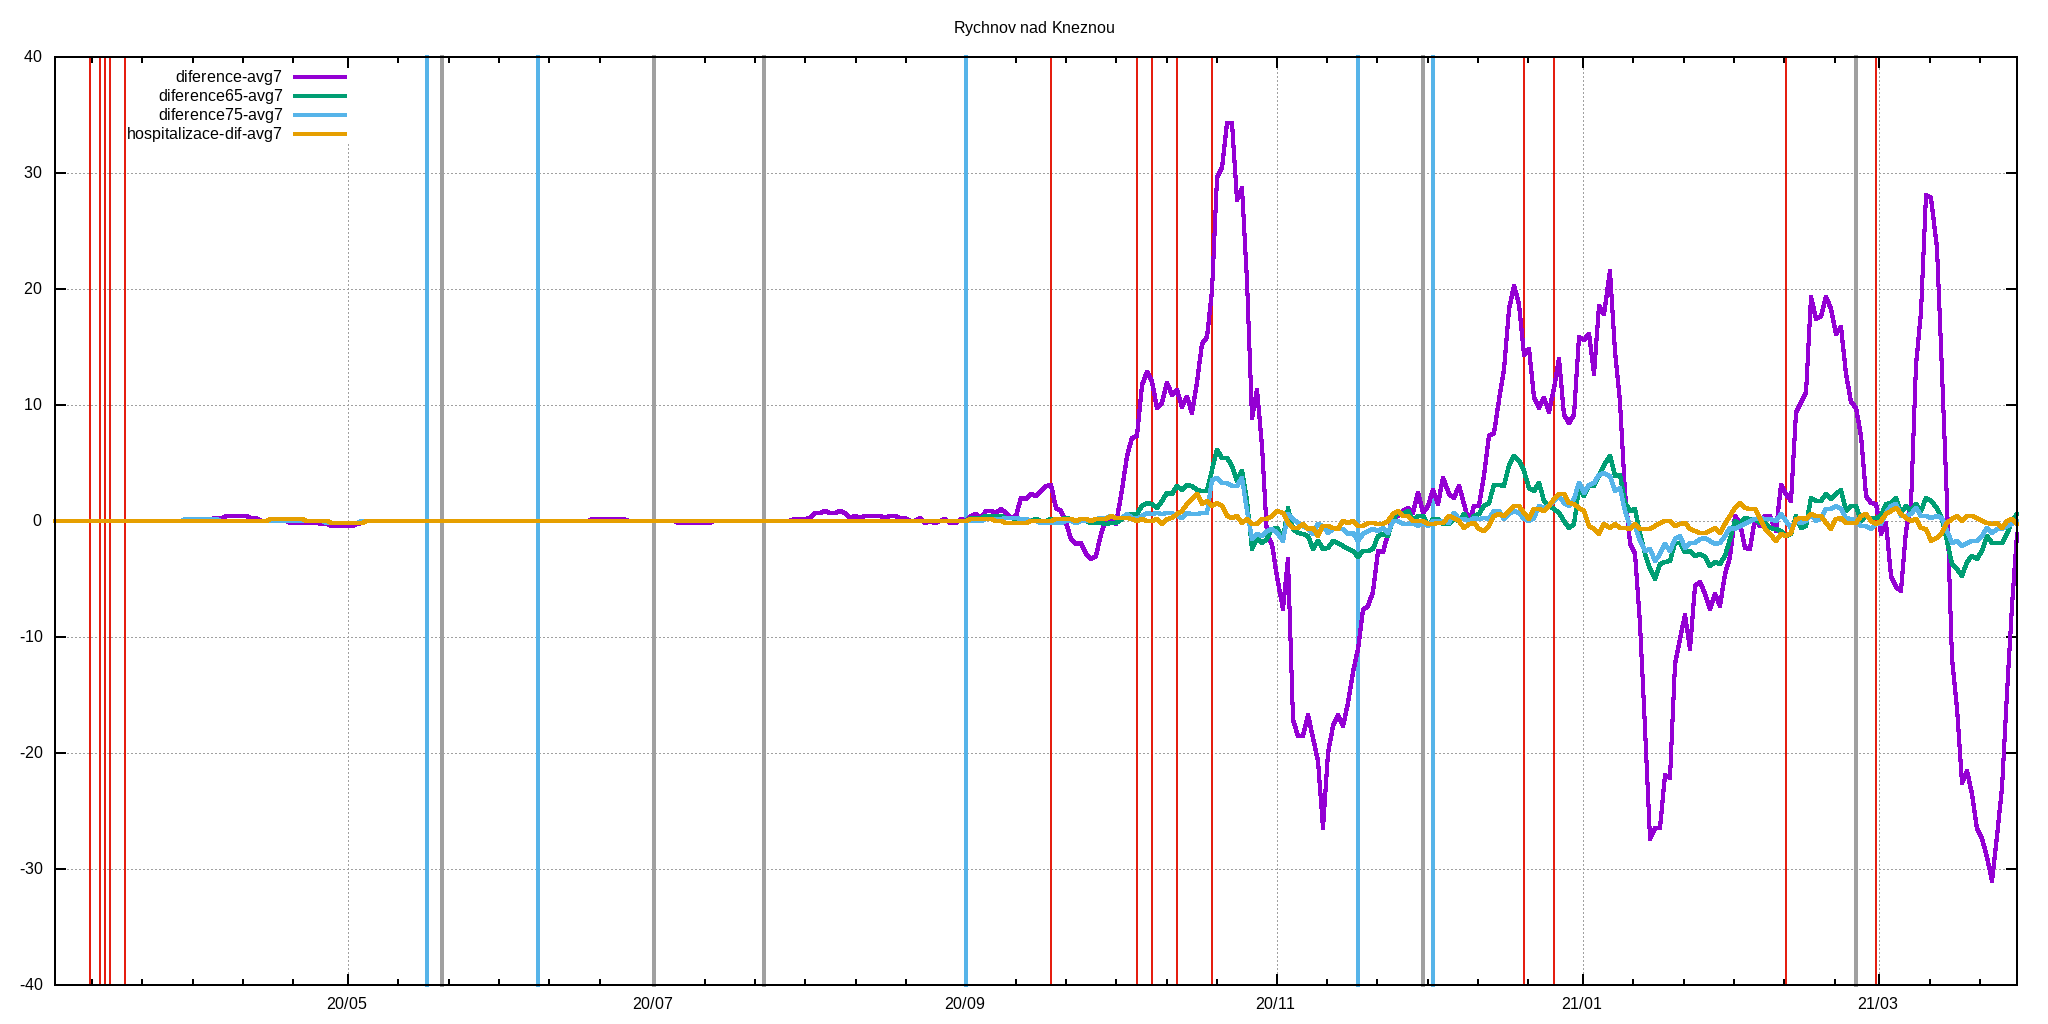 Rychnov nad Kneznou
diference-avg7
diference65-avg7
diference75-avg7
hospitalizace-dif-avg7
40
30
20
10
0
-10
-20
-30
-40
20/05 20/07 20/09 20/11 21/01 21/03